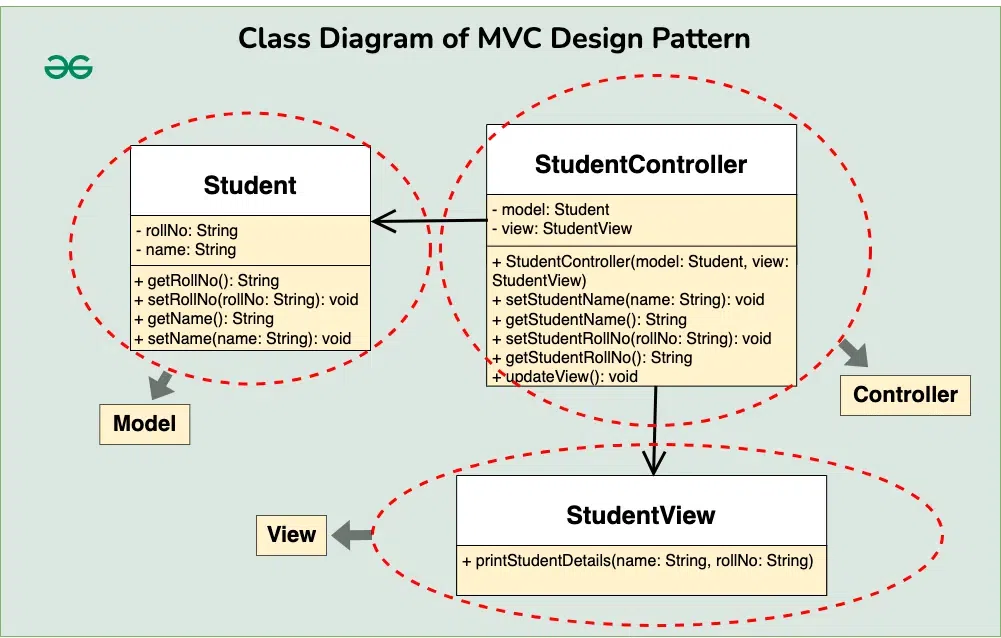 Class Diagram of MVC Design Pattern
Student
- rollNo: String
- name: String
+ getRollNo(): String
+ setRollNo(rollNo: String): void
+ getName(): String
+ setName(name: String): void
Model
StudentController
- model: Student
- view: StudentView
+ StudentController(model: Student, view:
StudentView)
+ setStudentName(name: String): void
+ getStudentName(): String
+ setStudentRollNo(rollNo: String): void
+ getStudentRollNo(): String
+ updateView(): void
Controller
StudentView
+ printStudentDetails(name: String, rollNo: String)
View